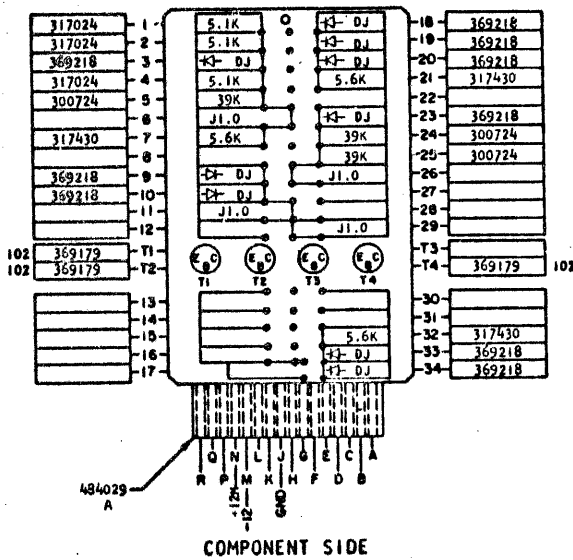 317024 1 5.1K DJ 18 369218
317024 2 5.1K DJ 19 369218
369218 3 DJ DJ 20 369218
317024 4 5.1K 5.6K 21 317430
300724 5 39K 22
6 J1.0 DJ 23 369218
317430 7 5.6K 39K 24 300724
8 39K 25 300724
369218 9 DJ J1.0 26
369218 10 DJ 27
11 J1.0 28
12 J1.0 29
102 369179 T1 E B C E B C E B C E B C T3
102 369179 T2 T1 T2 T3 T4 T4 369179 102
13 30
14 31
15 5.6K 32 317430
16 DJ 33 369218
17 DJ 34 369218
R Q P N M L K J H G F E D C B A
+12M -12 GND
484029
A
COMPONENT SIDE